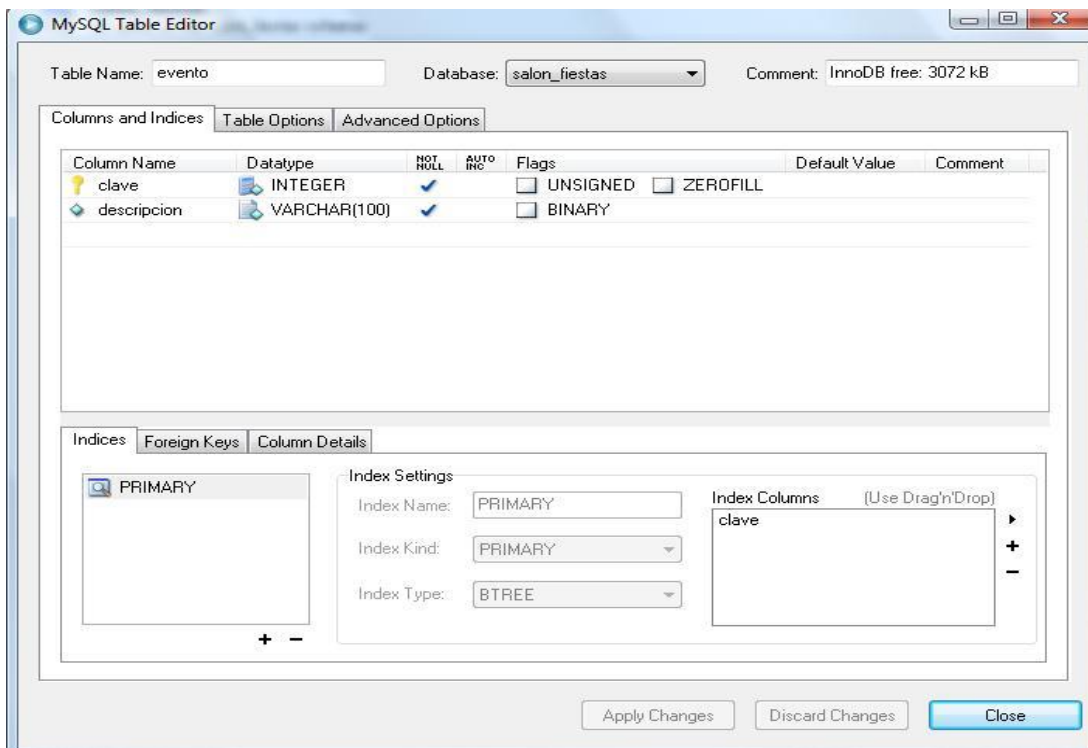 MySQL Table Editor
Table Name: evento Database: salon_fiestas Comment: InnoDB free: 3072 kB
Columns and Indices Table Options Advanced Options
Column Name Datatype NOT NULL AUTO INC Flags Default Value Comment
clave INTEGER UNSIGNED ZEROFILL
descripcion VARCHAR(100) BINARY
Indices Foreign Keys Column Details
PRIMARY
Index Settings
Index Name: PRIMARY
Index Kind: PRIMARY
Index Type: BTREE
Index Columns (Use Drag'n'Drop)
clave
Apply Changes Discard Changes Close